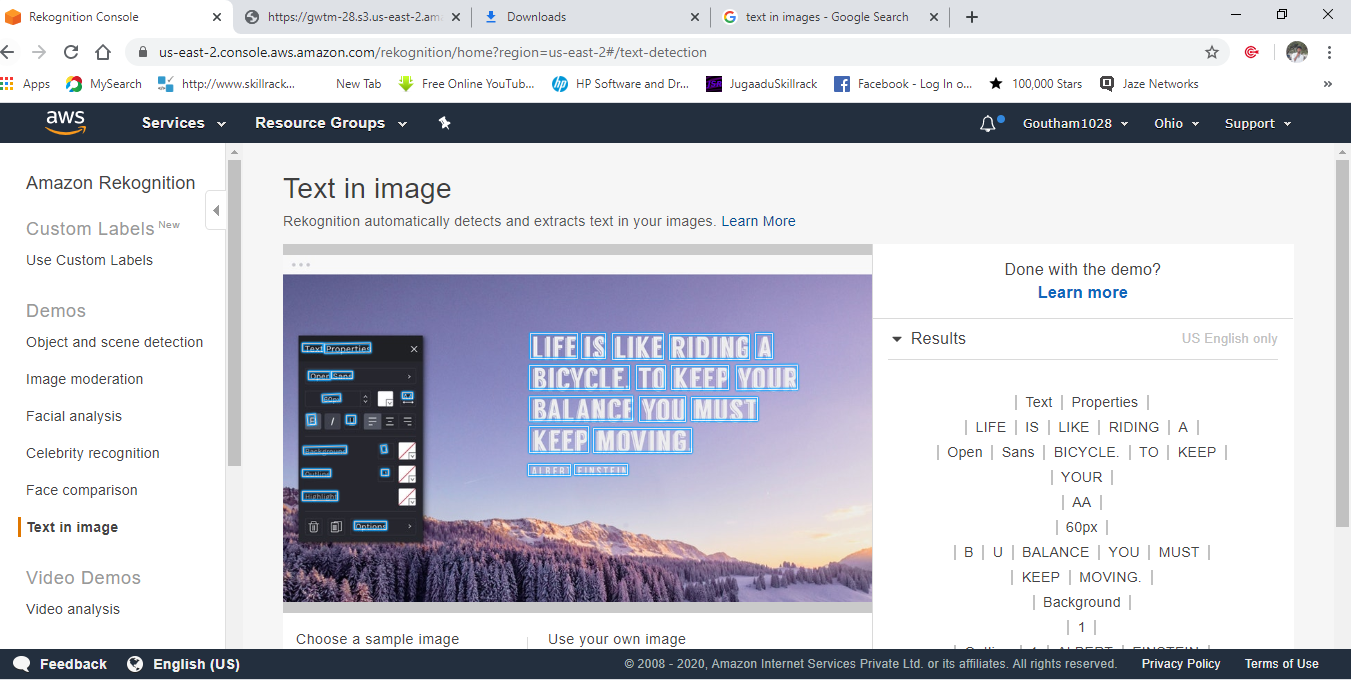 Rekognition Console
https://gwtm-28.s3.us-east-2.ama
Downloads
text in images - Google Search
us-east-2.console.aws.amazon.com/rekognition/home?region=us-east-2#/text-detection
Apps
MySearch
http://www.skillrack...
New Tab
Free Online YouTub...
HP Software and Dr...
JugaaduSkillrack
Facebook - Log In o...
100,000 Stars
Jaze Networks
»
aws
Services
Resource Groups
Goutham1028
Ohio
Support
Amazon Rekognition
Custom Labels New
Use Custom Labels
Demos
Object and scene detection
Image moderation
Facial analysis
Celebrity recognition
Face comparison
Text in image
Video Demos
Video analysis
Text in image
Rekognition automatically detects and extracts text in your images. Learn More
Text Properties
Open Sans
60px
B I U
Background
Outline
Highlight
Options
LIFE IS LIKE RIDING A
BICYCLE. TO KEEP YOUR
BALANCE YOU MUST
KEEP MOVING.
ALBERT EINSTEIN
Choose a sample image
Use your own image
Done with the demo?
Learn more
Results
US English only
| Text | Properties |
| LIFE | IS | LIKE | RIDING | A |
| Open | Sans | BICYCLE. | TO | KEEP |
| YOUR |
| AA |
| 60px |
| B | U | BALANCE | YOU | MUST |
| KEEP | MOVING. |
| Background |
| 1 |
| Outline | 1 | ALBERT | EINSTEIN |
Feedback
English (US)
© 2008 - 2020, Amazon Internet Services Private Ltd. or its affiliates. All rights reserved.
Privacy Policy
Terms of Use